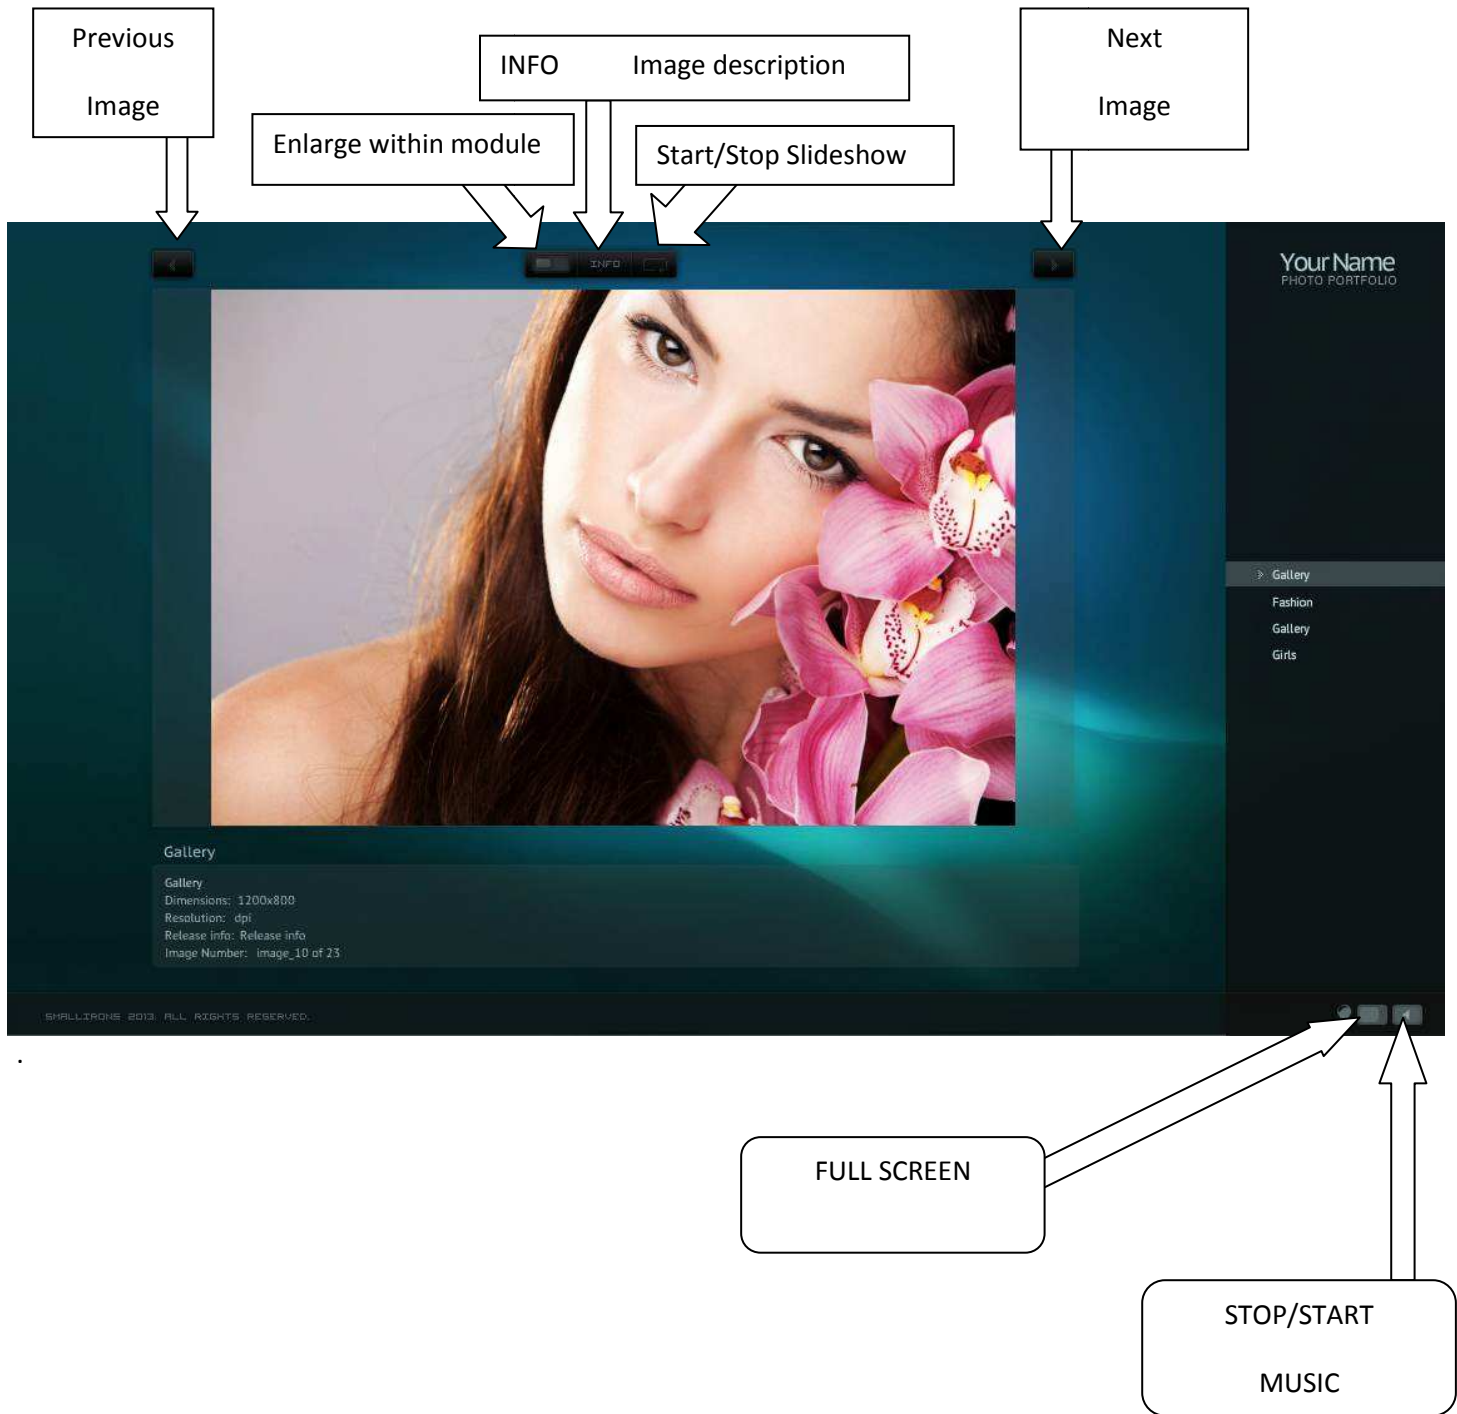 Previous
Image
INFO Image description
Next
Image
Enlarge within module
Start/Stop Slideshow
INFO
Your Name
PHOTO PORTFOLIO
Gallery
Fashion
Gallery
Girls
Gallery
Gallery
Dimensions: 1200x800
Resolution: dpi
Release info: Release info
Image Number: image_10 of 23
SMALLIRONS 2013. ALL RIGHTS RESERVED.
.
FULL SCREEN
STOP/START
MUSIC